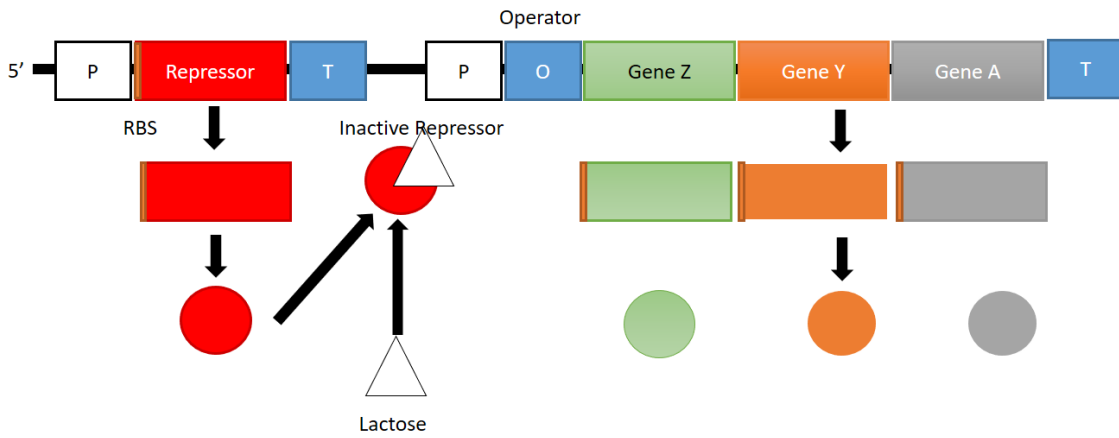 Operator
5’ P Repressor T P O Gene Z Gene Y Gene A T
RBS Inactive Repressor
Lactose